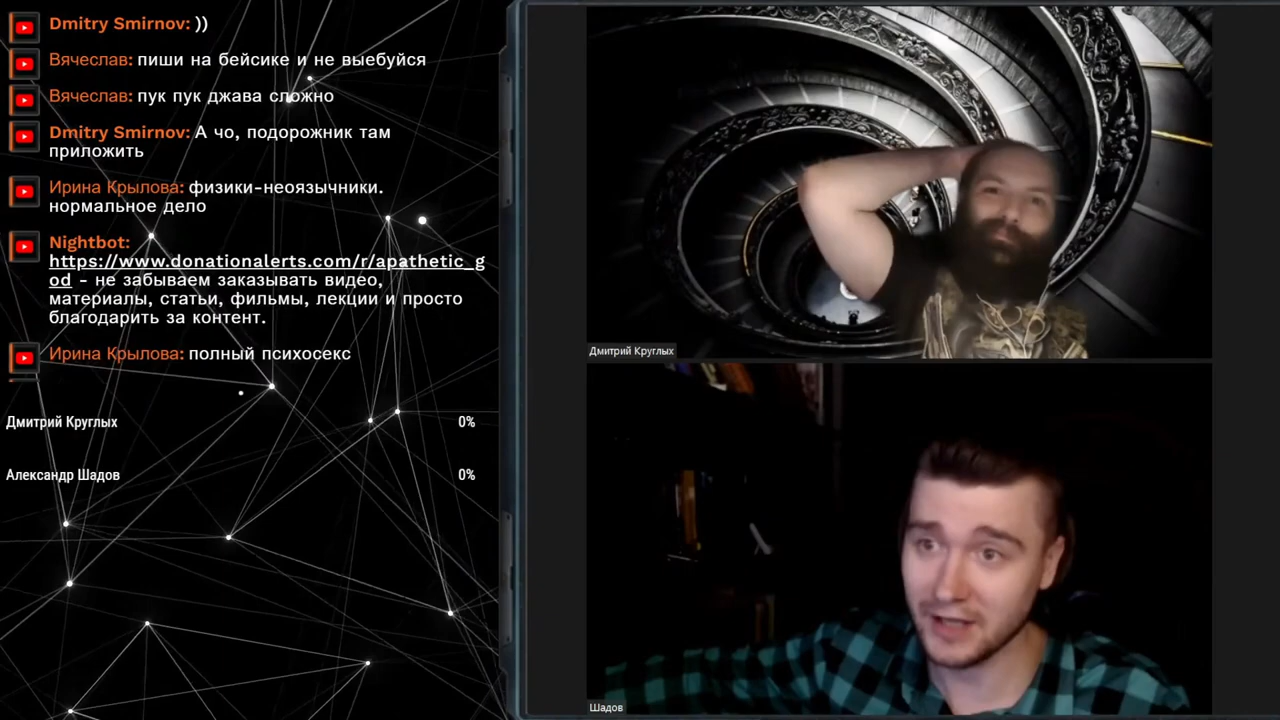 Dmitry Smirnov: ))
Вячеслав: пиши на бейсике и не выебуйся
Вячеслав: пук пук джава сложно
Dmitry Smirnov: А чо, подорожник там
приложить
Ирина Крылова: физики-неоязычники.
нормальное дело
Nightbot:
https://www.donationalerts.com/r/apathetic_g
od - не забываем заказывать видео,
материалы, статьи, фильмы, лекции и просто
благодарить за контент.
Ирина Крылова: полный психосекс
Дмитрий Круглых 0%
Александр Шадов 0%
Дмитрий Круглых
Шадов